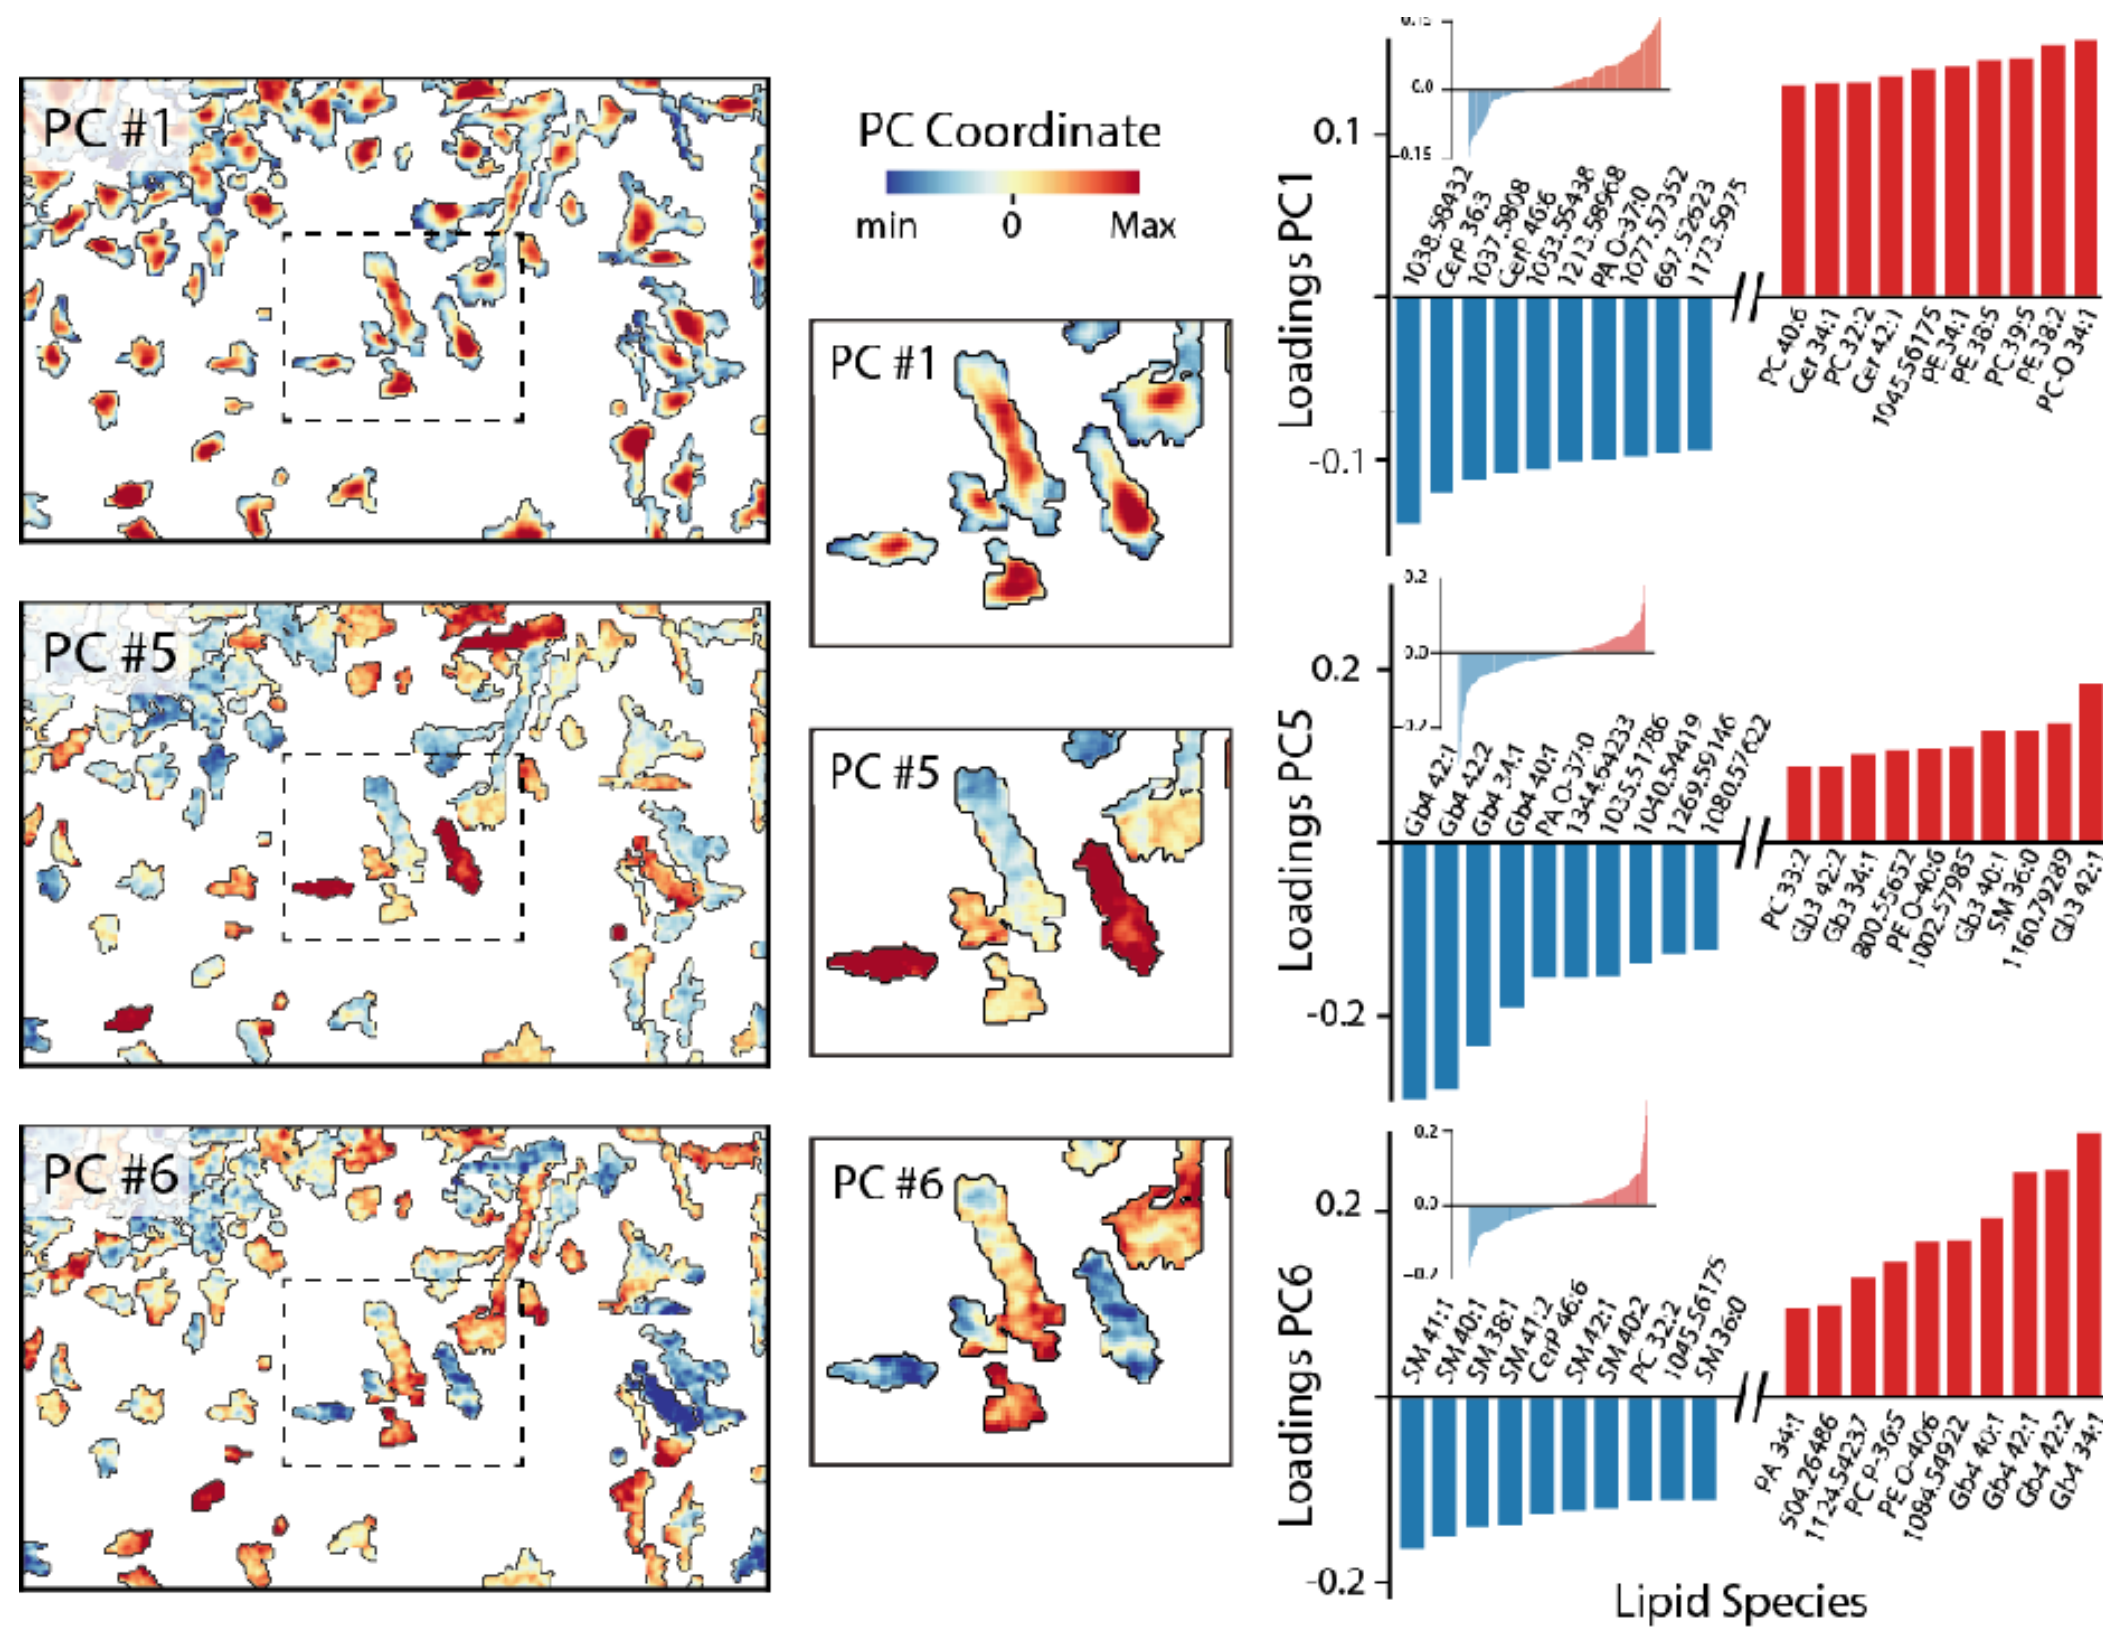 PC #1
PC Coordinate
min 0 Max
PC #1
Loadings PC1
0.1
-0.1
0.0
-0.15
1038.58432
CerP 36:3
1037.5808
CerP 46:6
1053.55438
1213.58968
PA O-37:0
1077.57352
697.52623
1173.5975
PC 40:6
Cer 34:1
PC 32:2
Cer 42:1
1045.56175
PE 34:1
PE 38:5
PC 39:5
PE 38:2
PC-O 34:1
PC #5
PC #5
Loadings PC5
0.2
-0.2
0.2
0.0
Gb4 42:1
Gb4 42:2
Gb4 34:1
Gb4 40:1
PA O-37:0
1344.64233
1035.51786
1040.54419
1269.59146
1080.57622
PC 33:2
Gb3 42:2
Gb3 34:1
800.55652
PE O-40:6
1002.57985
Gb3 40:1
SM 36:0
1160.79289
Gb3 42:1
PC #6
PC #6
Loadings PC6
0.2
-0.2
0.2
0.0
SM 41:1
SM 40:1
SM 38:1
SM 41:2
CerP 46:6
SM 42:1
SM 40:2
PC 32:2
1045.56175
SM 36:0
PA 34:1
504.26486
1124.54237
PC P-36:5
PE O-40:6
1084.54922
Gb4 40:1
Gb4 42:1
Gb4 42:2
Gb4 34:1
Lipid Species